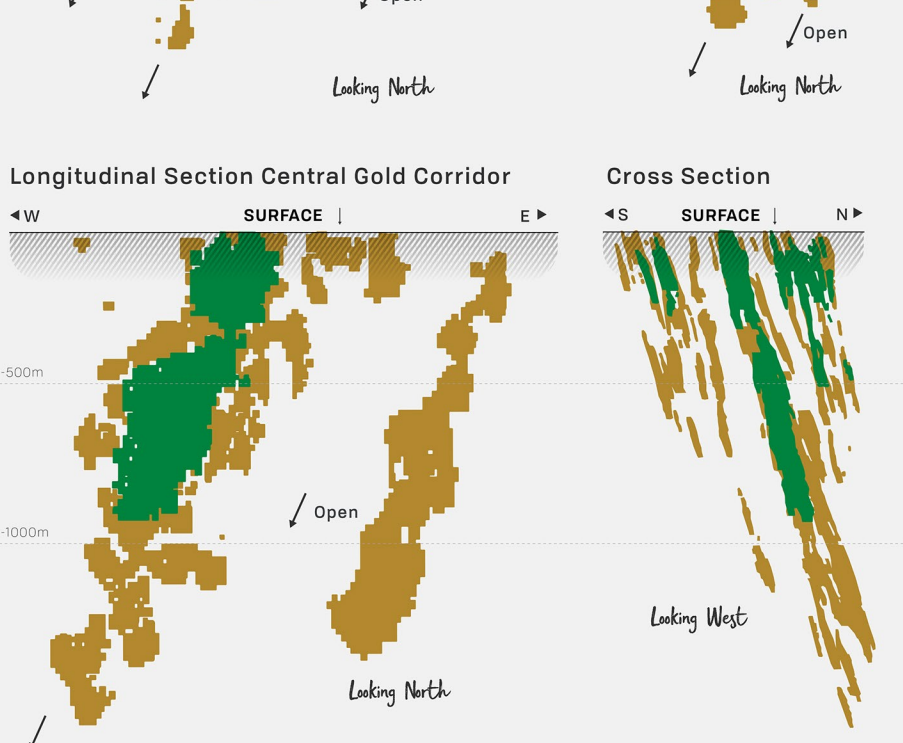 Open
Open
Looking North
Looking North
Longitudinal Section Central Gold Corridor
Cross Section
W
SURFACE
E
S
SURFACE
N
-500m
Open
-1000m
Looking West
Looking North